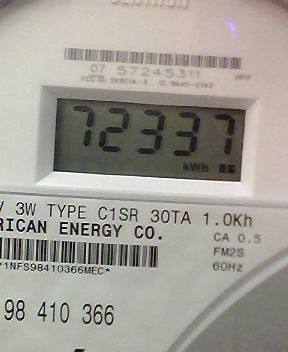 07 57245311
72337
kWh
V 3W TYPE C1SR 30TA 1.0Kh
RICAN ENERGY CO.
CA 0.5
FM2S
60Hz
*1NFS98410366MEC*
98 410 366